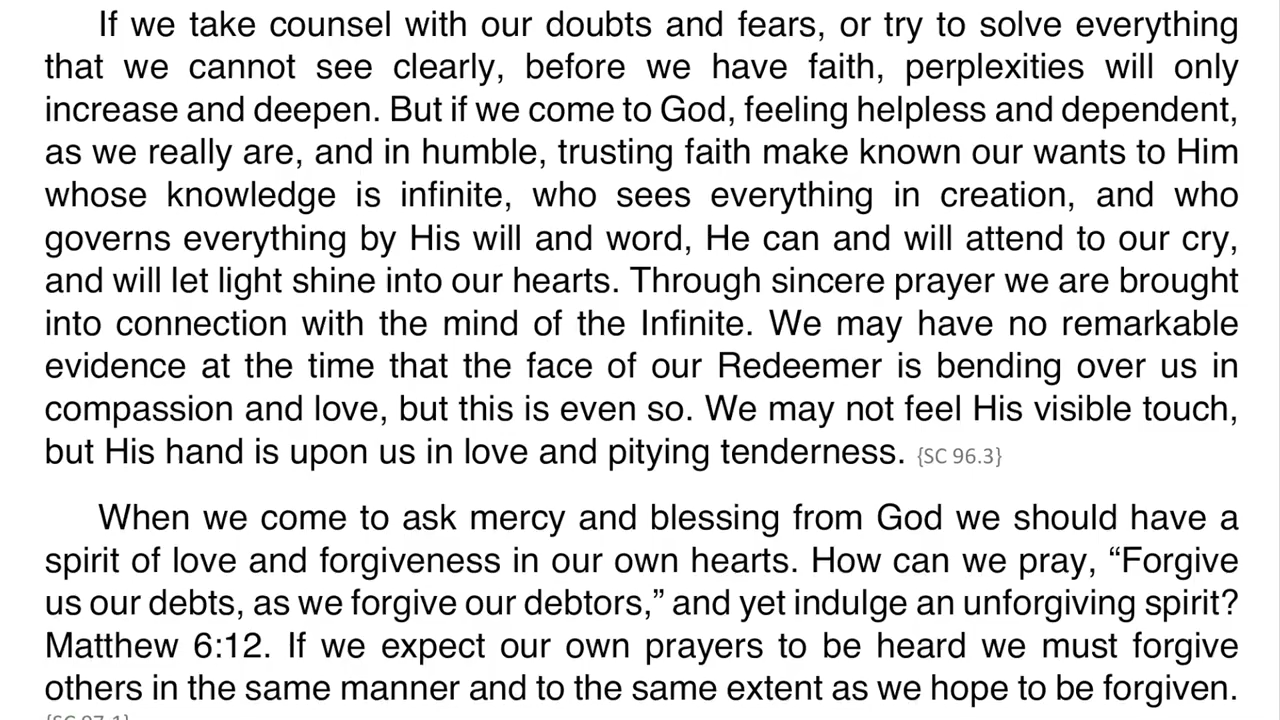 If we take counsel with our doubts and fears, or try to solve everything
that we cannot see clearly, before we have faith, perplexities will only
increase and deepen. But if we come to God, feeling helpless and dependent,
as we really are, and in humble, trusting faith make known our wants to Him
whose knowledge is infinite, who sees everything in creation, and who
governs everything by His will and word, He can and will attend to our cry,
and will let light shine into our hearts. Through sincere prayer we are brought
into connection with the mind of the Infinite. We may have no remarkable
evidence at the time that the face of our Redeemer is bending over us in
compassion and love, but this is even so. We may not feel His visible touch,
but His hand is upon us in love and pitying tenderness. {SC 96.3}
When we come to ask mercy and blessing from God we should have a
spirit of love and forgiveness in our own hearts. How can we pray, “Forgive
us our debts, as we forgive our debtors,” and yet indulge an unforgiving spirit?
Matthew 6:12. If we expect our own prayers to be heard we must forgive
others in the same manner and to the same extent as we hope to be forgiven.
{SC 97.1}